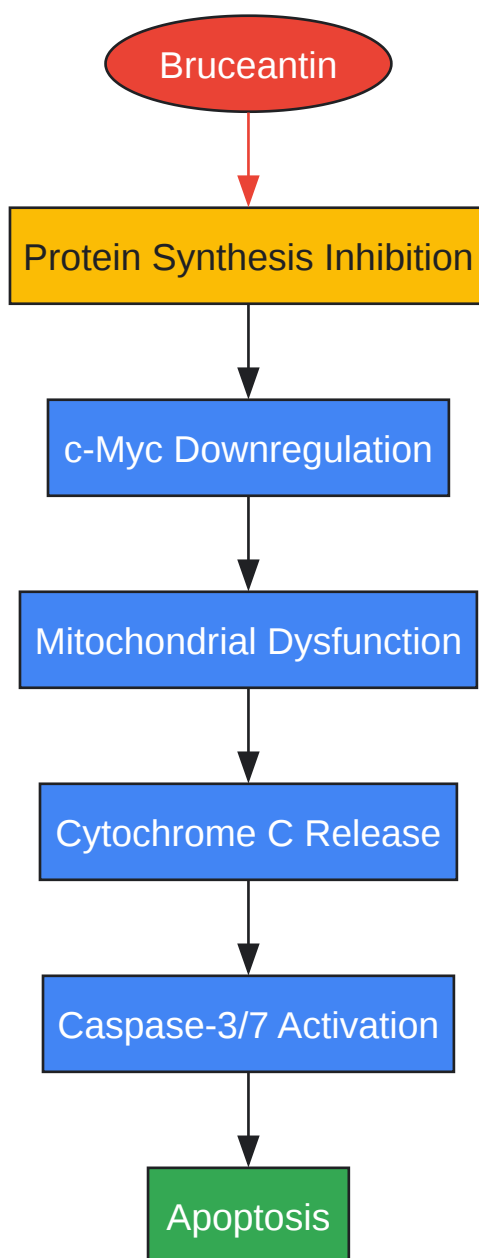 Bruceantin
Protein Synthesis Inhibition
c-Myc Downregulation
Mitochondrial Dysfunction
Cytochrome C Release
Caspase-3/7 Activation
Apoptosis